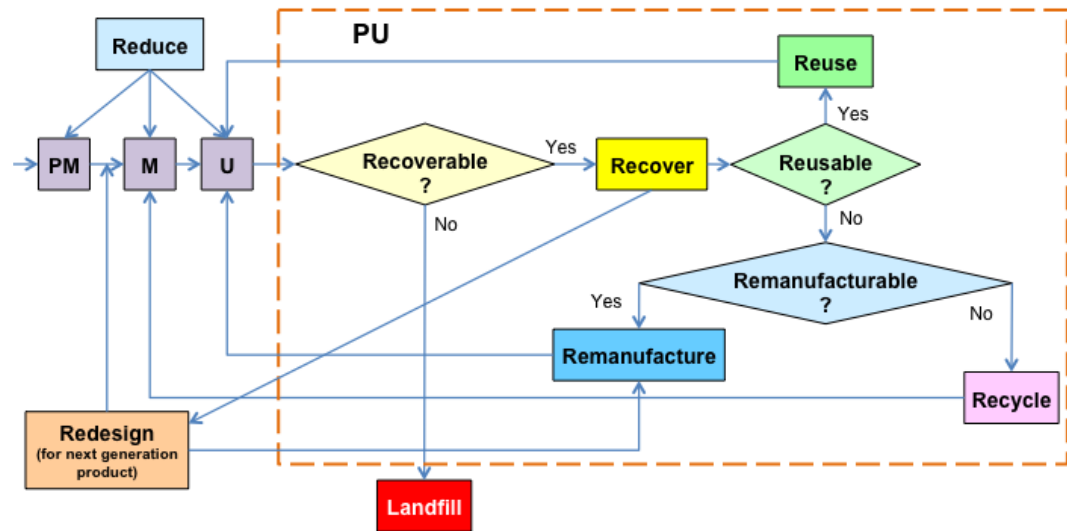 PU
Reduce
Reuse
Yes
PM
M
U
Recoverable
?
Yes
Recover
Reusable
?
No
No
Remanufacturable
?
Yes
No
Remanufacture
Recycle
Redesign
(for next generation
product)
Landfill